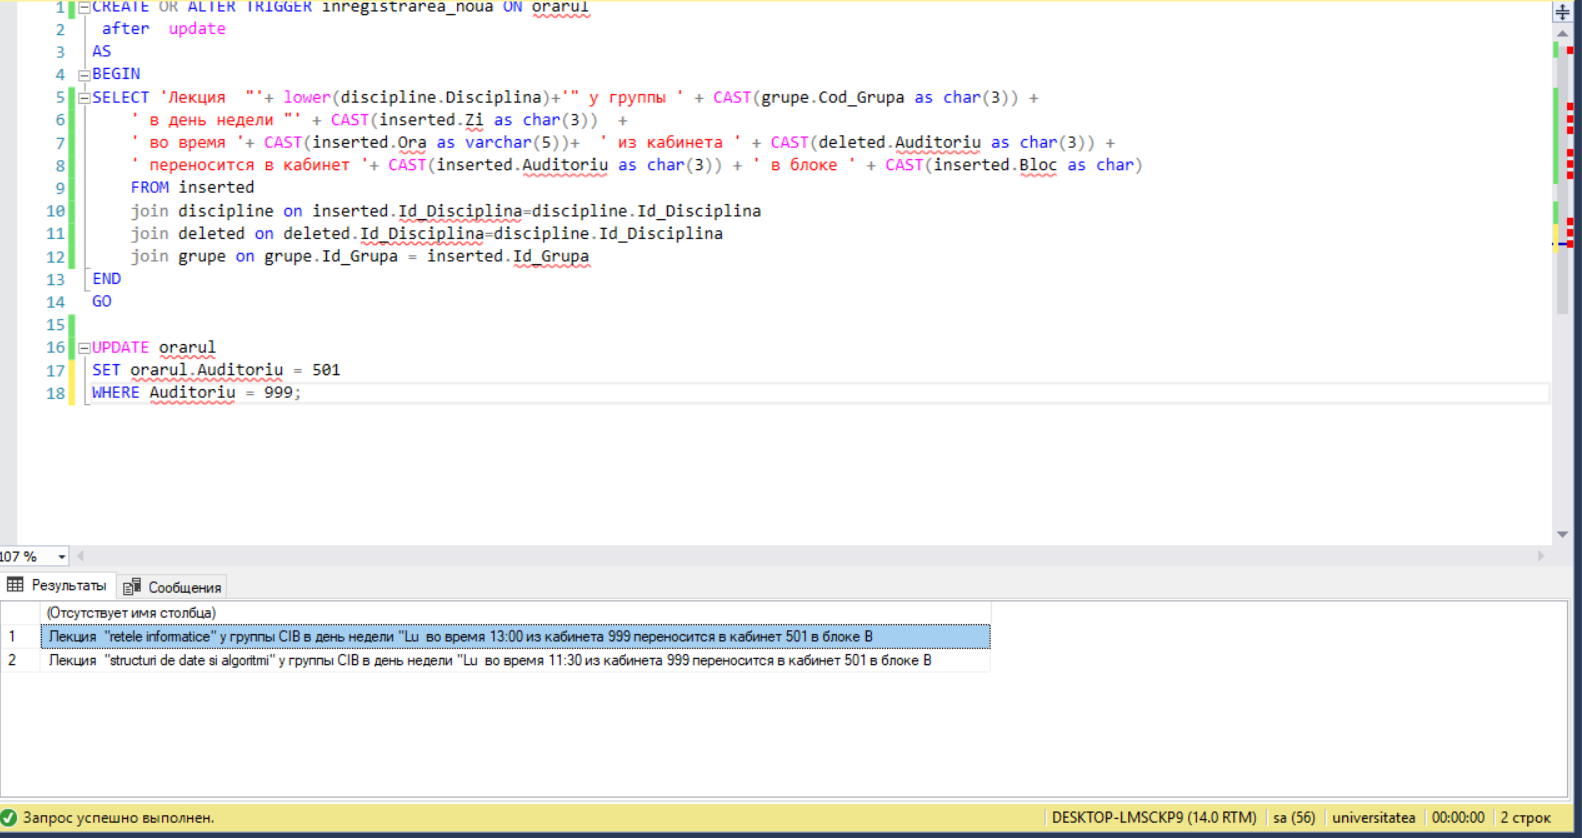 1 CREATE OR ALTER TRIGGER inregistrarea_noua ON orarul
2 after update
3 AS
4 BEGIN
5 SELECT 'Лекция "'+ lower(discipline.Disciplina)+'" у группы ' + CAST(grupe.Cod_Grupa as char(3)) +
6 ' в день недели "' + CAST(inserted.Zi as char(3)) +
7 ' во время '+ CAST(inserted.Ora as varchar(5))+ ' из кабинета ' + CAST(deleted.Auditoriu as char(3)) +
8 ' переносится в кабинет '+ CAST(inserted.Auditoriu as char(3)) + ' в блоке ' + CAST(inserted.Bloc as char)
9 FROM inserted
10 join discipline on inserted.Id_Disciplina=discipline.Id_Disciplina
11 join deleted on deleted.Id_Disciplina=discipline.Id_Disciplina
12 join grupe on grupe.Id_Grupa = inserted.Id_Grupa
13 END
14 GO
15
16 UPDATE orarul
17 SET orarul.Auditoriu = 501
18 WHERE Auditoriu = 999;
107 %
Результаты Сообщения
(Отсутствует имя столбца)
1 Лекция "retele informatice" у группы CIB в день недели "Lu во время 13:00 из кабинета 999 переносится в кабинет 501 в блоке B
2 Лекция "structuri de date si algoritmi" у группы CIB в день недели "Lu во время 11:30 из кабинета 999 переносится в кабинет 501 в блоке B
Запрос успешно выполнен. DESKTOP-LMSCKP9 (14.0 RTM) sa (56) universitatea 00:00:00 2 строк